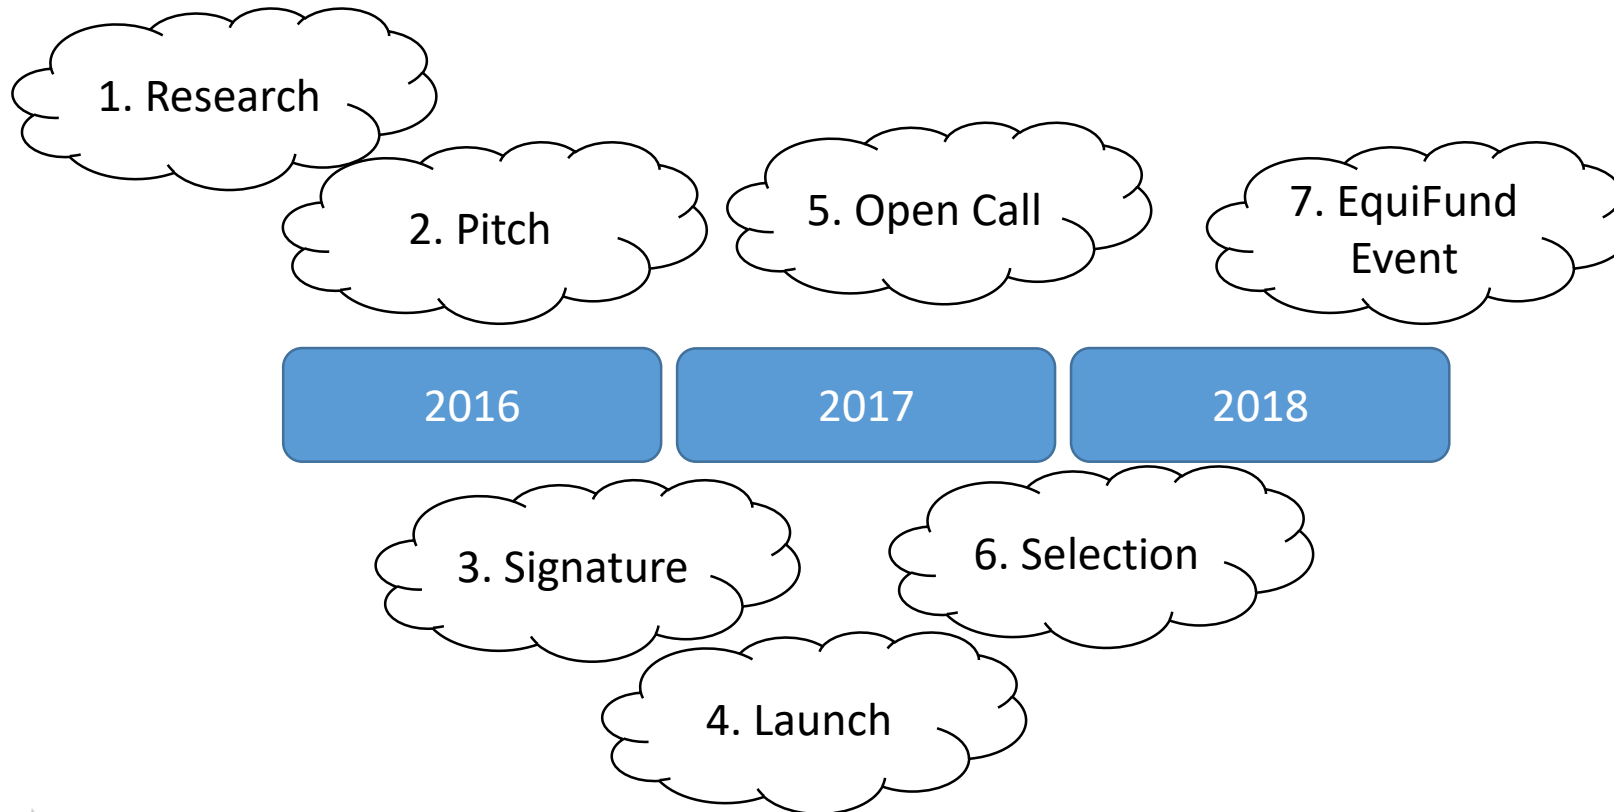 1. Research
2. Pitch
5. Open Call
7. EquiFund
Event
2016
2017
2018
3. Signature
6. Selection
4. Launch